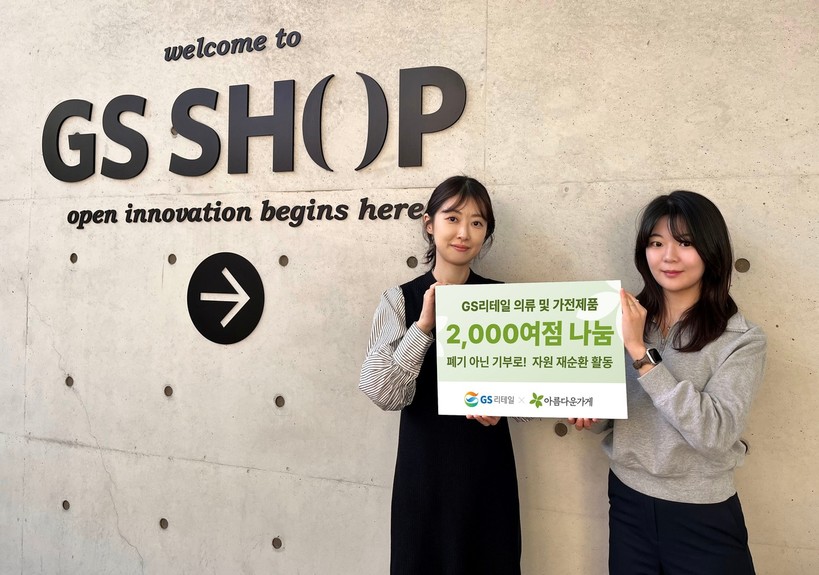 welcome to
GS SHOP
open innovation begins here
GS리테일 의류 및 가전제품
2,000여점 나눔
폐기 아닌 기부로! 자원 재순환 활동
GS리테일 × 아름다운가게